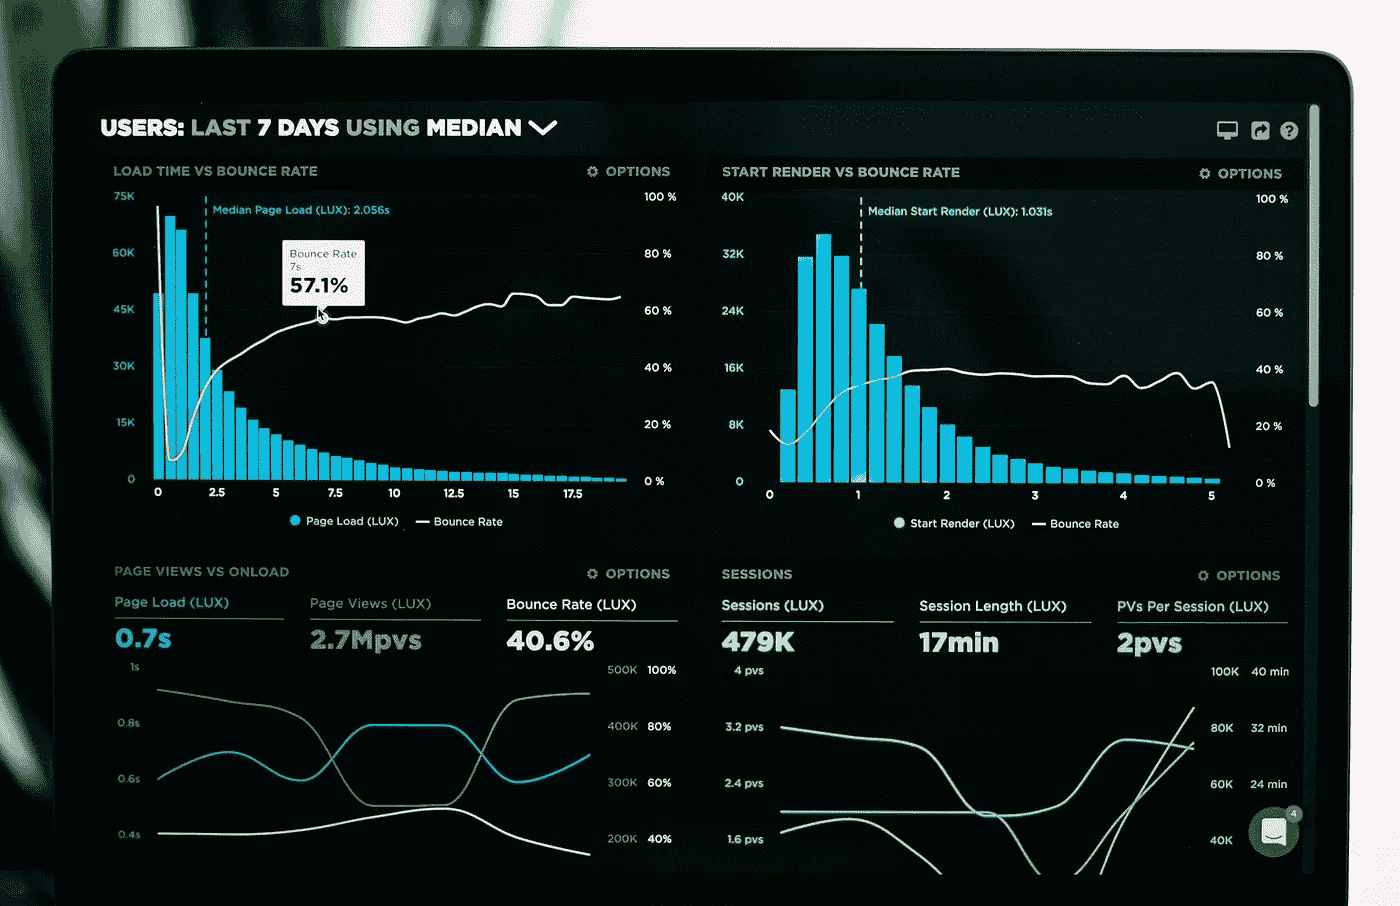 USERS: LAST 7 DAYS USING MEDIAN
LOAD TIME VS BOUNCE RATE
OPTIONS
75K
60K
45K
30K
15K
0
Median Page Load (LUX): 2.056s
Bounce Rate
7s
57.1%
100 %
80 %
60 %
40 %
20 %
0 %
0 2.5 5 7.5 10 12.5 15 17.5
Page Load (LUX) Bounce Rate
START RENDER VS BOUNCE RATE
OPTIONS
40K
32K
24K
16K
8K
0
Median Start Render (LUX): 1.031s
100 %
80 %
60 %
40 %
20 %
0 %
0 1 2 3 4 5
Start Render (LUX) Bounce Rate
PAGE VIEWS VS ONLOAD
OPTIONS
Page Load (LUX) Page Views (LUX) Bounce Rate (LUX)
0.7s 2.7Mpvs 40.6%
1s
0.8s
0.6s
0.4s
500K 100%
400K 80%
300K 60%
200K 40%
SESSIONS
OPTIONS
Sessions (LUX) Session Length (LUX) PVs Per Session (LUX)
479K 17min 2pvs
4 pvs
3.2 pvs
2.4 pvs
1.6 pvs
100K 40 min
80K 32 min
60K 24 min
40K
4